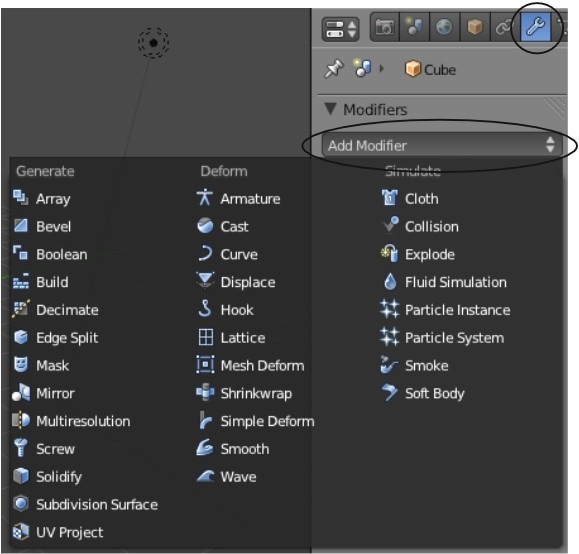 Cube
Modifiers
Add Modifier
Generate
Array
Bevel
Boolean
Build
Decimate
Edge Split
Mask
Mirror
Multiresolution
Screw
Solidify
Subdivision Surface
UV Project
Deform
Armature
Cast
Curve
Displace
Hook
Lattice
Mesh Deform
Shrinkwrap
Simple Deform
Smooth
Wave
Simulate
Cloth
Collision
Explode
Fluid Simulation
Particle Instance
Particle System
Smoke
Soft Body